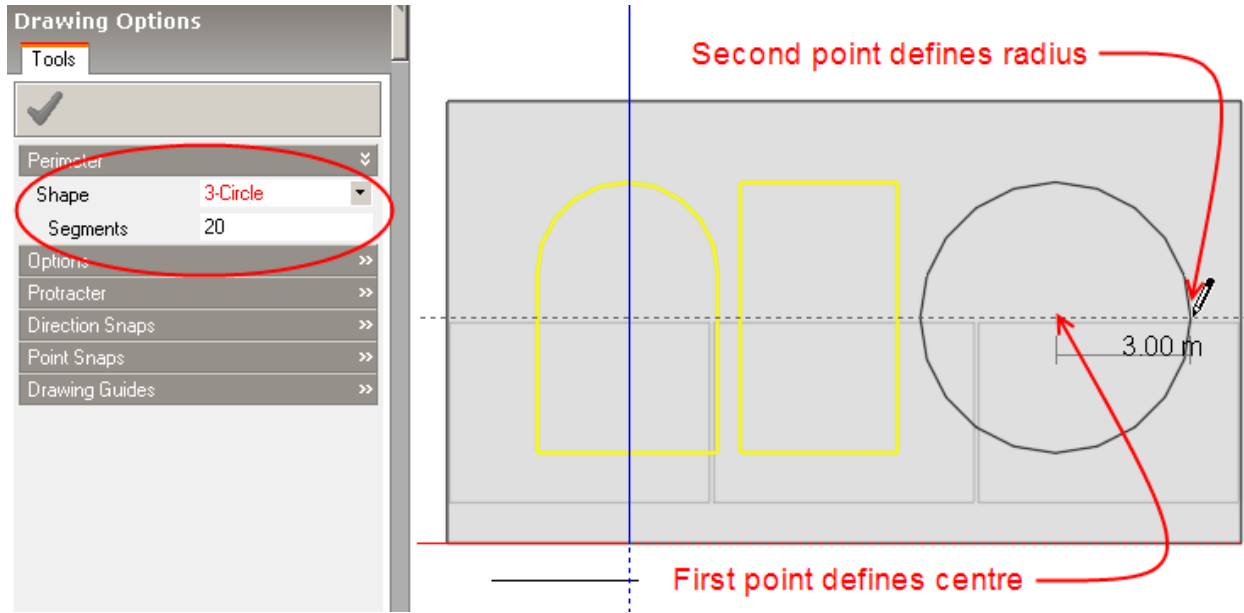 Drawing Options
Tools
Perimeter
Shape 3-Circle
Segments 20
Options
Protracter
Direction Snaps
Point Snaps
Drawing Guides
Second point defines radius
3.00 m
First point defines centre